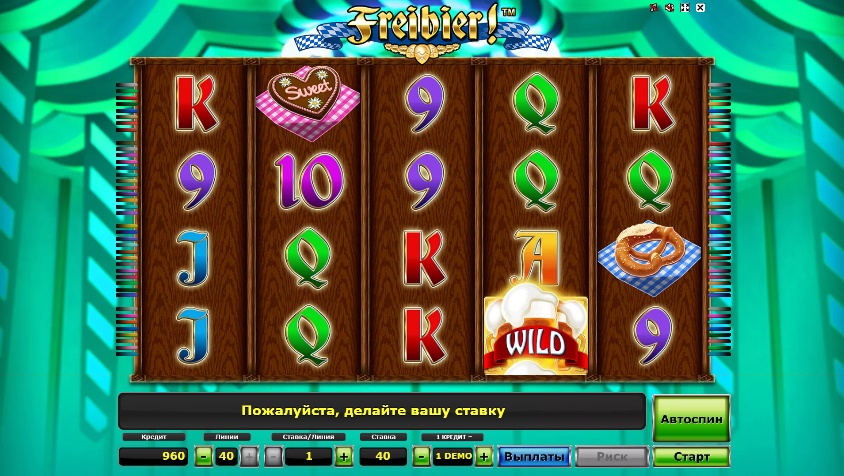 Freibier!™
K Sweet 9 Q K
9 10 9 Q Q
J Q K A
J Q K WILD 9
Пожалуйста, делайте вашу ставку
Автоспин
Кредит Линии Ставка/Линия Ставка 1 КРЕДИТ =
960 - 40 + - 1 + 40 - 1 DEMO + Выплаты Риск Старт